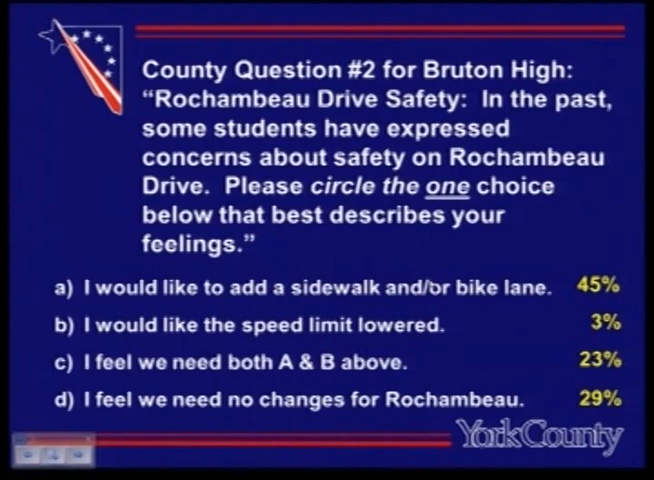 County Question #2 for Bruton High:
“Rochambeau Drive Safety: In the past,
some students have expressed
concerns about safety on Rochambeau
Drive. Please circle the one choice
below that best describes your
feelings.”
a) I would like to add a sidewalk and/or bike lane. 45%
b) I would like the speed limit lowered. 3%
c) I feel we need both A & B above. 23%
d) I feel we need no changes for Rochambeau. 29%
York County